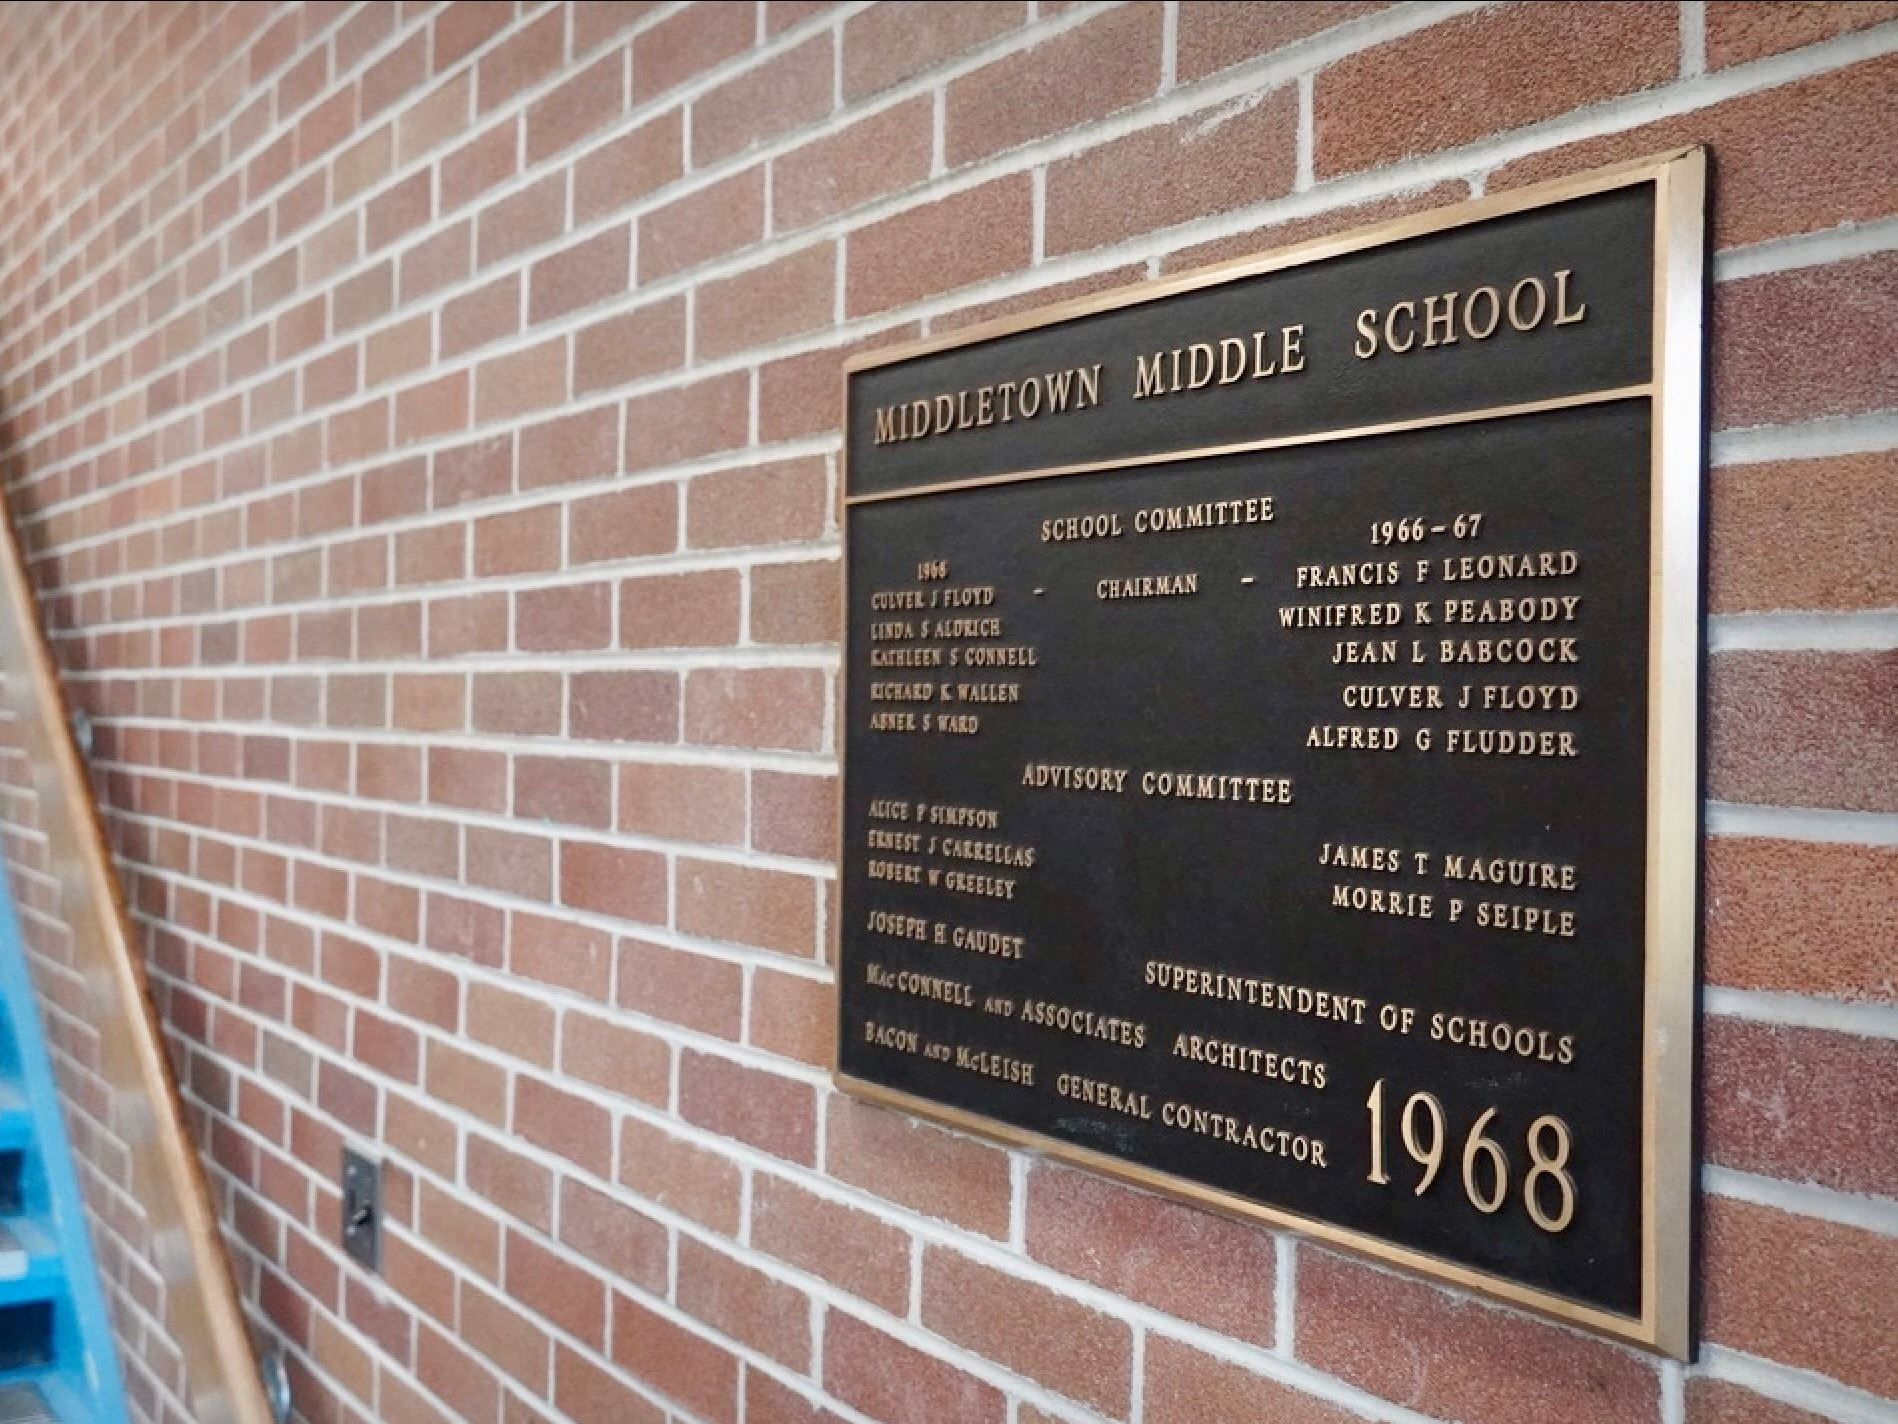 MIDDLETOWN MIDDLE SCHOOL
SCHOOL COMMITTEE
1968 1966-67
CULVER J FLOYD - CHAIRMAN - FRANCIS F LEONARD
LINDA S ALDRICH WINIFRED K PEABODY
KATHLEEN S CONNELL JEAN L BABCOCK
RICHARD K WALLEN CULVER J FLOYD
ABNER S WARD ALFRED G FLUDDER
ADVISORY COMMITTEE
ALICE P SIMPSON
ERNEST J CARRELLAS JAMES T MAGUIRE
ROBERT W GREELEY MORRIE P SEIPLE
JOSEPH H GAUDET SUPERINTENDENT OF SCHOOLS
MacCONNELL AND ASSOCIATES ARCHITECTS
BACON AND McLEISH GENERAL CONTRACTOR
1968